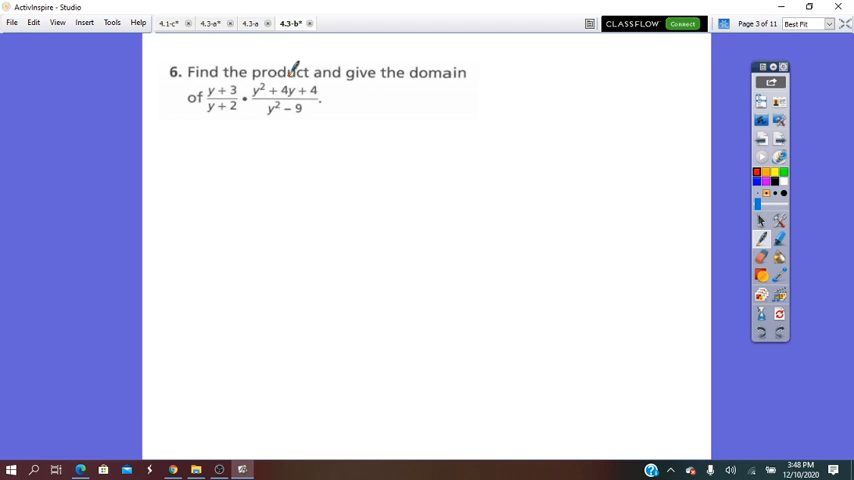 ActivInspire - Studio
File Edit View Insert Tools Help
4.1-c* 4.3-a* 4.3-a 4.3-b*
CLASSFLOW Connect Page 3 of 11 Best Fit
6. Find the product and give the domain
of y + 3 / y + 2 • y² + 4y + 4 / y² – 9 .
3:48 PM
12/10/2020